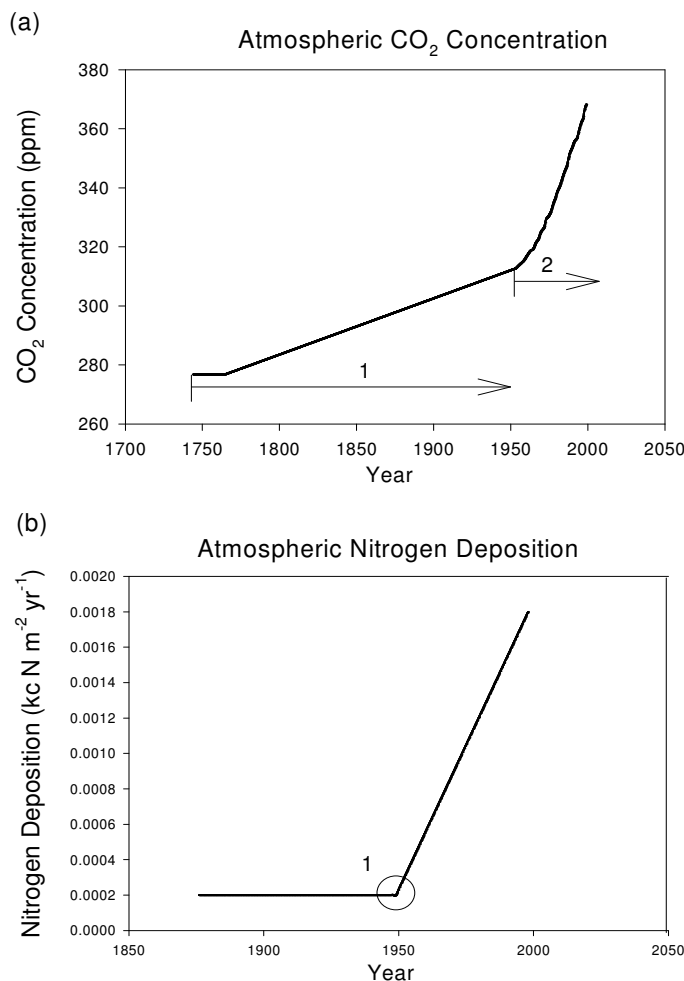 (a)
Atmospheric CO₂ Concentration
CO₂ Concentration (ppm)
380
360
340
320
300
280
260
2
1
1700 1750 1800 1850 1900 1950 2000 2050
Year
(b)
Atmospheric Nitrogen Deposition
Nitrogen Deposition (kc N m⁻² yr⁻¹)
0.0020
0.0018
0.0016
0.0014
0.0012
0.0010
0.0008
0.0006
0.0004
0.0002
0.0000
1
1850 1900 1950 2000 2050
Year